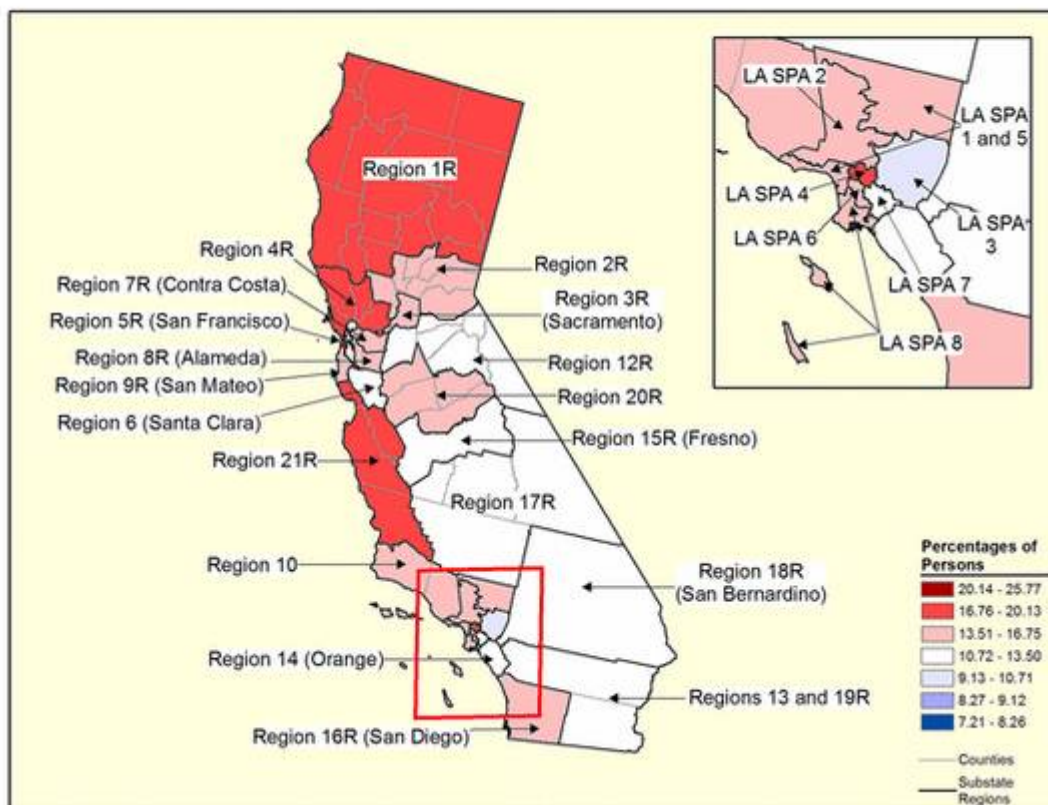 Region 1R
Region 4R
Region 7R (Contra Costa)
Region 5R (San Francisco)
Region 8R (Alameda)
Region 9R (San Mateo)
Region 6 (Santa Clara)
Region 21R
Region 10
Region 14 (Orange)
Region 16R (San Diego)
Region 2R
Region 3R
(Sacramento)
Region 12R
Region 20R
Region 15R (Fresno)
Region 17R
Region 18R
(San Bernardino)
Regions 13 and 19R
LA SPA 2
LA SPA
1 and 5
LA SPA 4
LA SPA 6
LA SPA
3
LA SPA 7
LA SPA 8
Percentages of
Persons
20.14 - 25.77
16.76 - 20.13
13.51 - 16.75
10.72 - 13.50
9.13 - 10.71
8.27 - 9.12
7.21 - 8.26
Counties
Substate
Regions